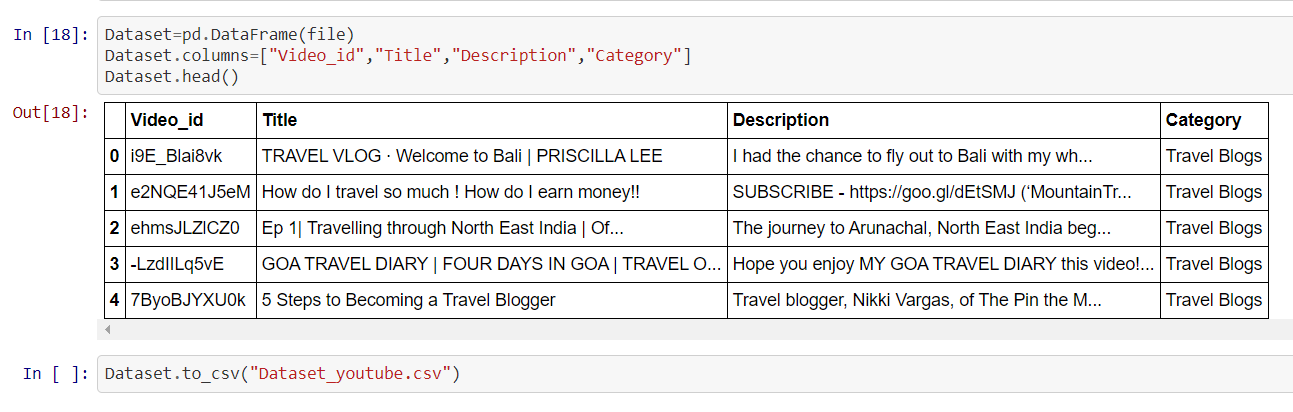 In [18]: Dataset=pd.DataFrame(file)
Dataset.columns=["Video_id","Title","Description","Category"]
Dataset.head()
Out[18]:
Video_id Title Description Category
0 i9E_Blai8vk TRAVEL VLOG · Welcome to Bali | PRISCILLA LEE I had the chance to fly out to Bali with my wh... Travel Blogs
1 e2NQE41J5eM How do I travel so much ! How do I earn money!! SUBSCRIBE - https://goo.gl/dEtSMJ (‘MountainTr... Travel Blogs
2 ehmsJLZlCZ0 Ep 1| Travelling through North East India | Of... The journey to Arunachal, North East India beg... Travel Blogs
3 -LzdIILq5vE GOA TRAVEL DIARY | FOUR DAYS IN GOA | TRAVEL O... Hope you enjoy MY GOA TRAVEL DIARY this video!... Travel Blogs
4 7ByoBJYXU0k 5 Steps to Becoming a Travel Blogger Travel blogger, Nikki Vargas, of The Pin the M... Travel Blogs
In [ ]: Dataset.to_csv("Dataset_youtube.csv")